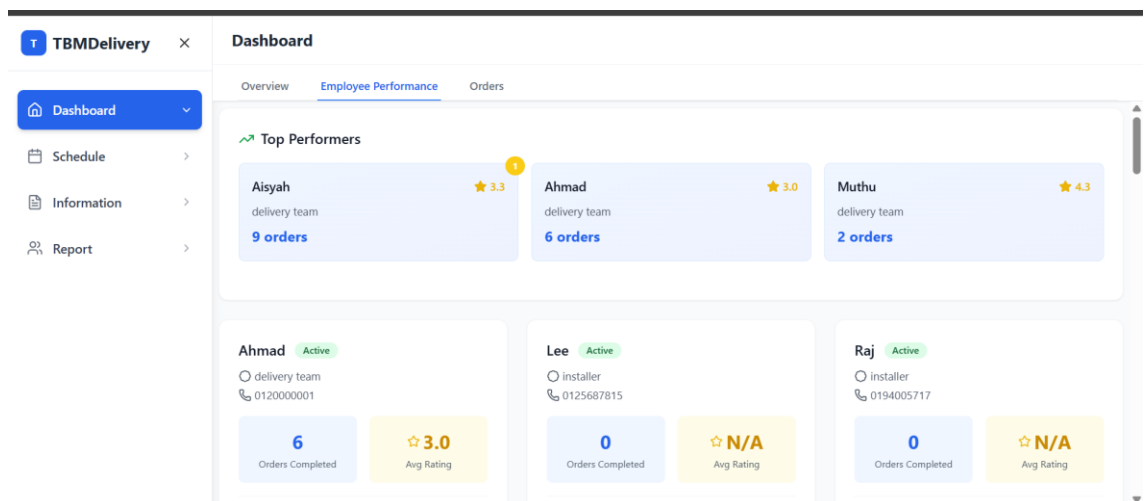 T TBMDelivery
Dashboard
Schedule
Information
Report
Dashboard
Overview Employee Performance Orders
Top Performers
1
Aisyah 3.3
delivery team
9 orders
Ahmad 3.0
delivery team
6 orders
Muthu 4.3
delivery team
2 orders
Ahmad Active
delivery team
0120000001
6
Orders Completed
3.0
Avg Rating
Lee Active
installer
0125687815
0
Orders Completed
N/A
Avg Rating
Raj Active
installer
0194005717
0
Orders Completed
N/A
Avg Rating